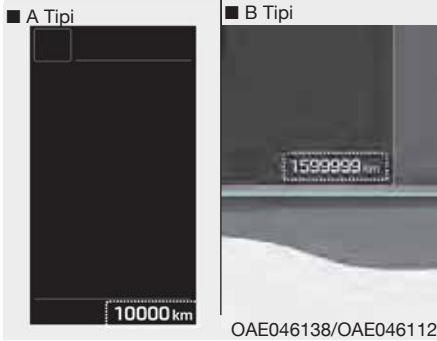 ■ A Tipi
■ B Tipi
10000 km
1599999 km
OAE046138/OAE046112